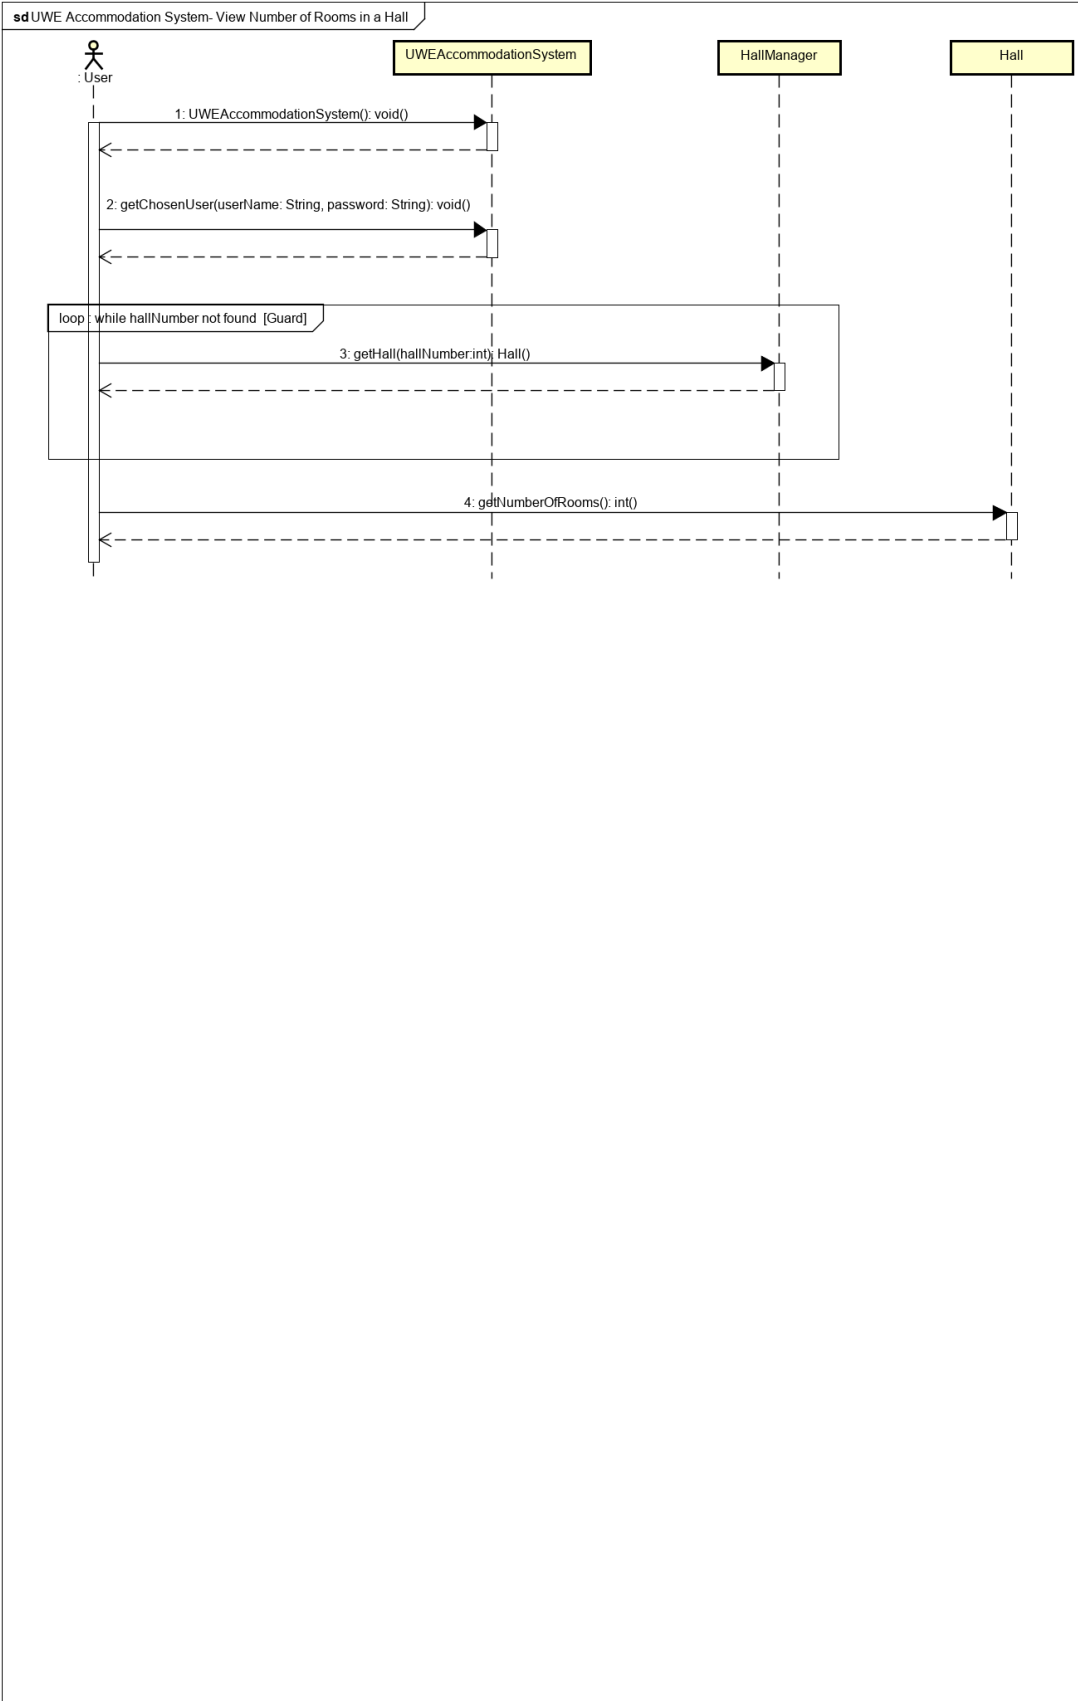 sd UWE Accommodation System- View Number of Rooms in a Hall
: User
UWEAccommodationSystem
HallManager
Hall
1: UWEAccommodationSystem(): void()
2: getChosenUser(userName: String, password: String): void()
loop : while hallNumber not found [Guard]
3: getHall(hallNumber:int): Hall()
4: getNumberOfRooms(): int()